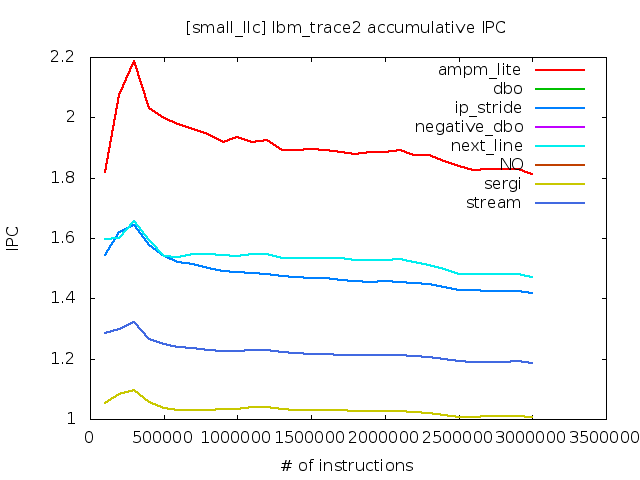 [small_llc] lbm_trace2 accumulative IPC
2.2
2
1.8
1.6
1.4
1.2
1
IPC
ampm_lite
dbo
ip_stride
negative_dbo
next_line
NO
sergi
stream
0 500000 1000000 1500000 2000000 2500000 3000000 3500000
# of instructions